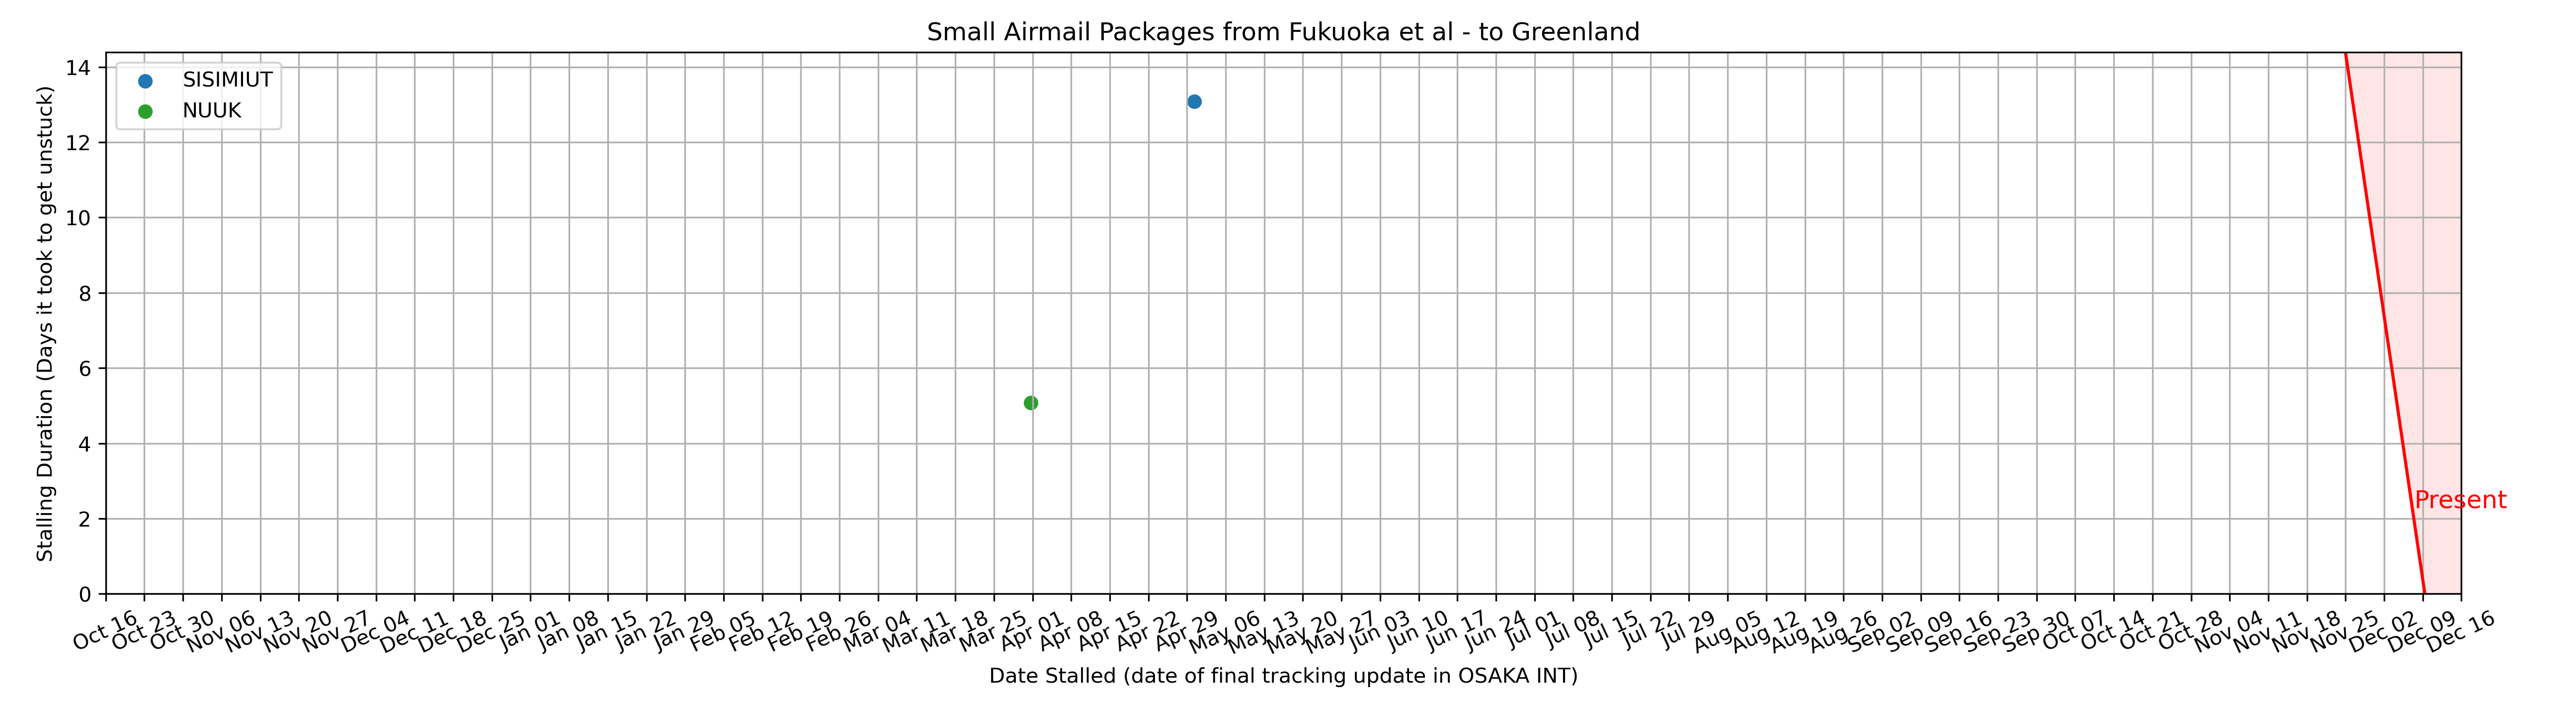 Small Airmail Packages from Fukuoka et al - to Greenland
SISIMIUT
NUUK
Stalling Duration (Days it took to get unstuck)
14
12
10
8
6
4
2
0
Present
Oct 16 Oct 23 Oct 30 Nov 06 Nov 13 Nov 20 Nov 27 Dec 04 Dec 11 Dec 18 Dec 25 Jan 01 Jan 08 Jan 15 Jan 22 Jan 29 Feb 05 Feb 12 Feb 19 Feb 26 Mar 04 Mar 11 Mar 18 Mar 25 Apr 01 Apr 08 Apr 15 Apr 22 Apr 29 May 06 May 13 May 20 May 27 Jun 03 Jun 10 Jun 17 Jun 24 Jul 01 Jul 08 Jul 15 Jul 22 Jul 29 Aug 05 Aug 12 Aug 19 Aug 26 Sep 02 Sep 09 Sep 16 Sep 23 Sep 30 Oct 07 Oct 14 Oct 21 Oct 28 Nov 04 Nov 11 Nov 18 Nov 25 Dec 02 Dec 09 Dec 16
Date Stalled (date of final tracking update in OSAKA INT)